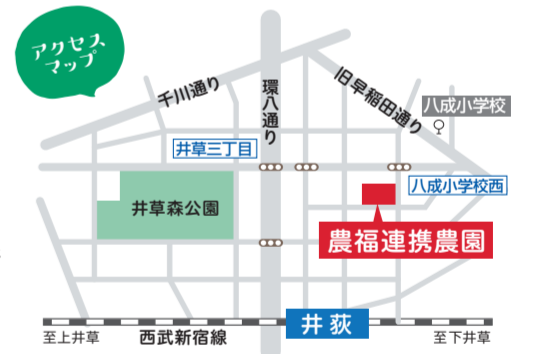 アクセス
マップ
千川通り
環八通り
旧早稲田通り
八成小学校
井草三丁目
八成小学校西
井草森公園
農福連携農園
井荻
至上井草
西武新宿線
至下井草